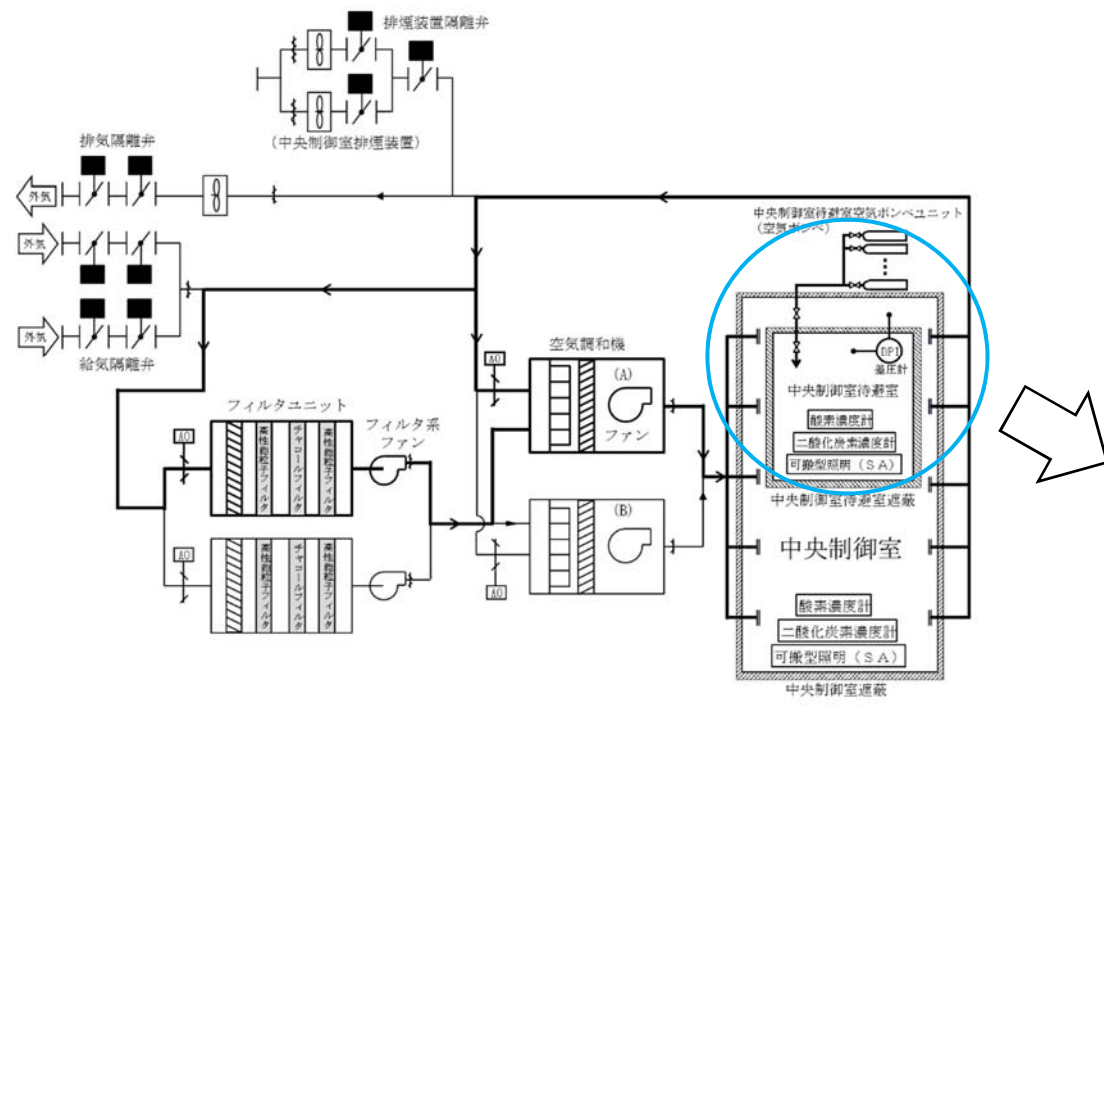 排煙装置隔離弁
(中央制御室排煙装置)
排気隔離弁
外気
外気
外気
給気隔離弁
中央制御室待避室空気ボンベユニット
(空気ボンベ)
DPI
差圧計
中央制御室待避室
酸素濃度計
二酸化炭素濃度計
可搬型照明(SA)
中央制御室待避室遮蔽
中央制御室
酸素濃度計
二酸化炭素濃度計
可搬型照明(SA)
中央制御室遮蔽
空気調和機
AO
(A)
ファン
(B)
AO
フィルタユニット
フィルタ系
ファン
AO
高性能粒子フィルタ
チャコールフィルタ
高性能粒子フィルタ
AO
高性能粒子フィルタ
チャコールフィルタ
高性能粒子フィルタ